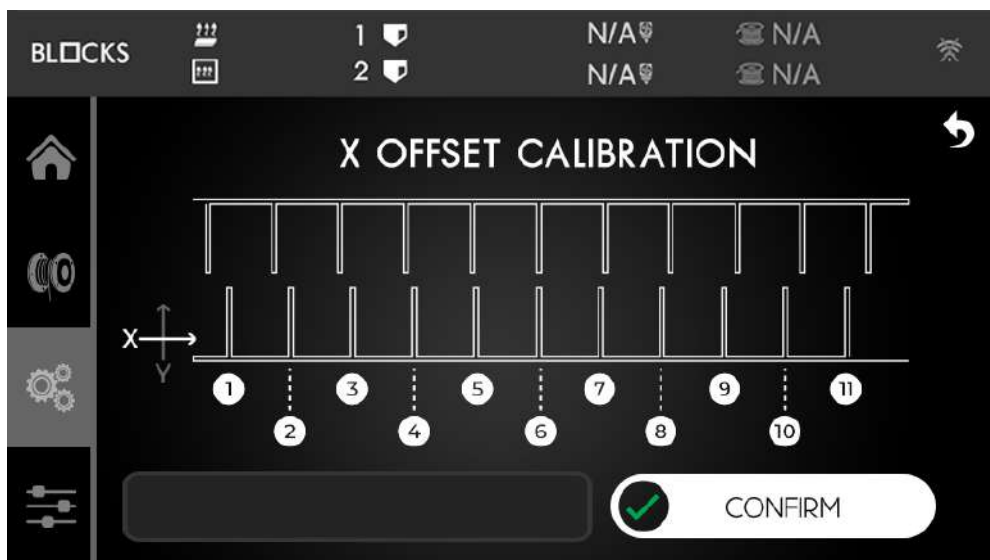 BLOCKS
1
2
N/A
N/A
N/A
N/A
X OFFSET CALIBRATION
X
Y
1
3
5
7
9
11
2
4
6
8
10
CONFIRM